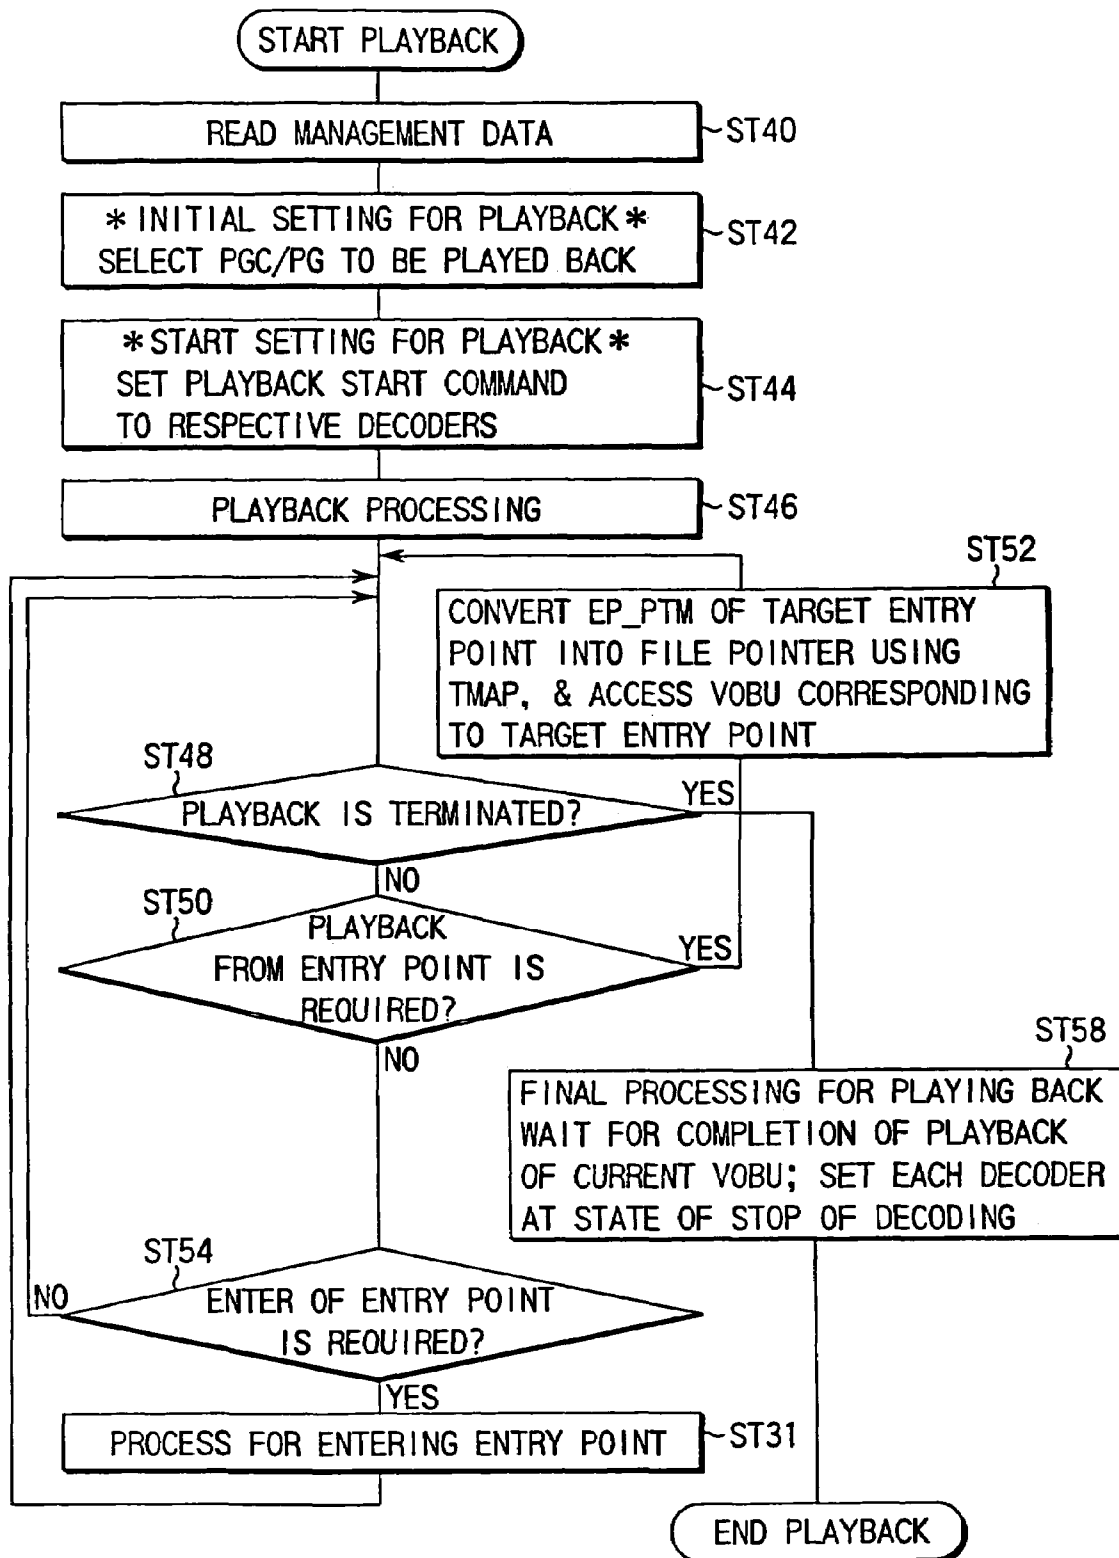 START PLAYBACK
READ MANAGEMENT DATA
ST40
* INITIAL SETTING FOR PLAYBACK *
SELECT PGC/PG TO BE PLAYED BACK
ST42
* START SETTING FOR PLAYBACK *
SET PLAYBACK START COMMAND
TO RESPECTIVE DECODERS
ST44
PLAYBACK PROCESSING
ST46
ST52
CONVERT EP_PTM OF TARGET ENTRY
POINT INTO FILE POINTER USING
TMAP, & ACCESS VOBU CORRESPONDING
TO TARGET ENTRY POINT
ST48
PLAYBACK IS TERMINATED?
YES
NO
ST50
PLAYBACK
FROM ENTRY POINT IS
REQUIRED?
YES
NO
ST58
FINAL PROCESSING FOR PLAYING BACK
WAIT FOR COMPLETION OF PLAYBACK
OF CURRENT VOBU; SET EACH DECODER
AT STATE OF STOP OF DECODING
ST54
NO
ENTER OF ENTRY POINT
IS REQUIRED?
YES
PROCESS FOR ENTERING ENTRY POINT
ST31
END PLAYBACK